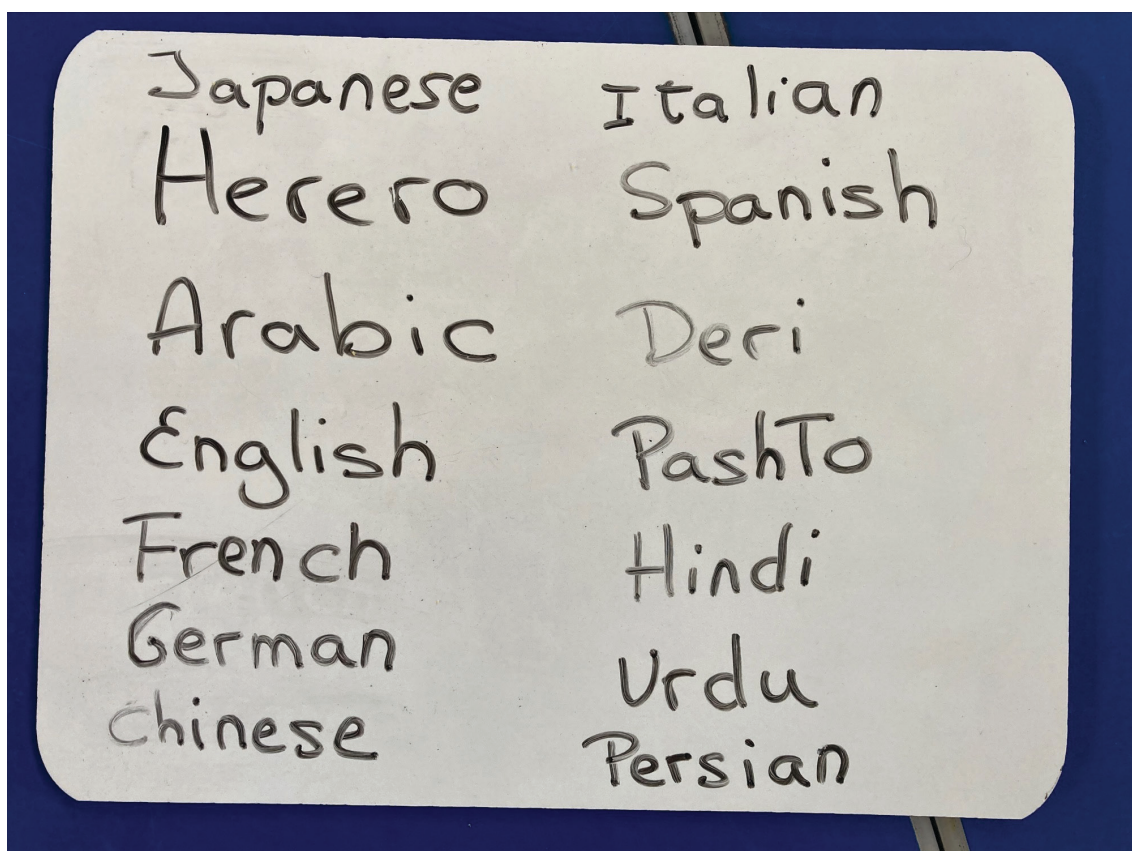 Japanese
Herero
Arabic
English
French
German
chinese
Italian
Spanish
Deri
PashTo
Hindi
Urdu
Persian